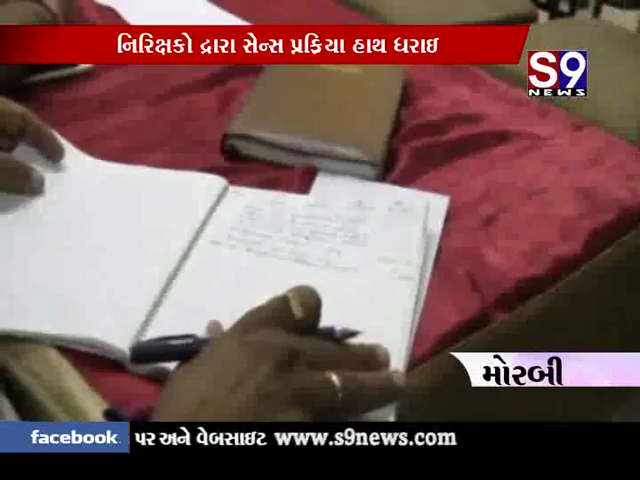 નિરિક્ષકો દ્વારા સેન્સ પ્રક્રિયા હાથ ધરાઇ
S9
NEWS
મોરબી
facebook પર અને વેબસાઇટ www.s9news.com